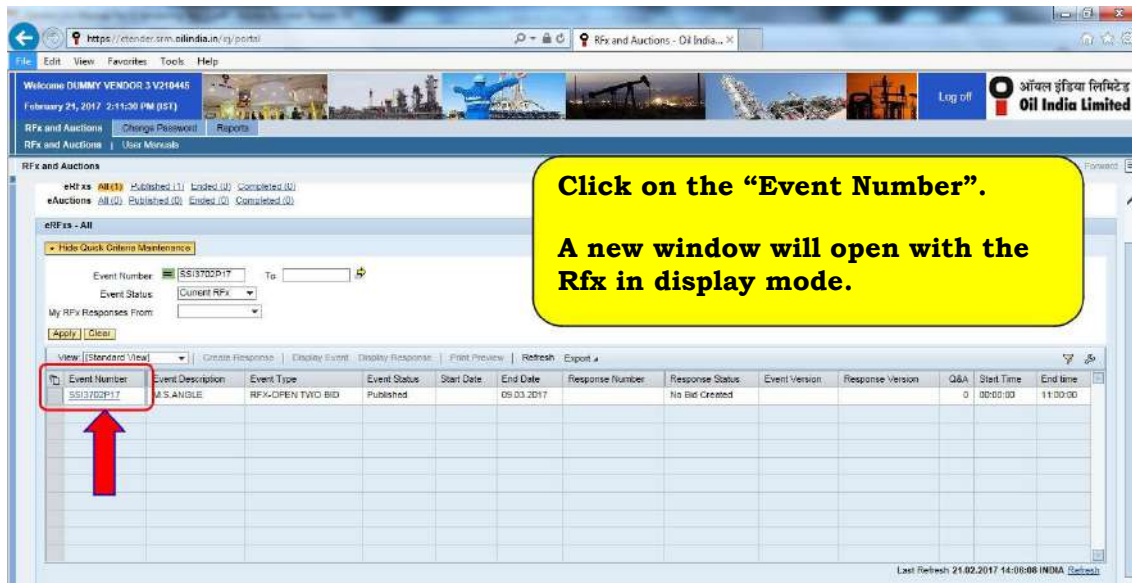 https://etender.srm.oilindia.in/irj/portal
RFx and Auctions - Oil India...
File Edit View Favorites Tools Help
Welcome DUMMY VENDOR 3 V210445
February 21, 2017 2:11:30 PM (IST)
Log off
ऑयल इंडिया लिमिटेड
Oil India Limited
RFx and Auctions Change Password Reports
RFx and Auctions | User Manuals
RFx and Auctions
Forward
eRFxs All (1) Published (1) Ended (0) Completed (0)
eAuctions All (0) Published (0) Ended (0) Completed (0)
eRFxs - All
Hide Quick Criteria Maintenance
Event Number: SSI3702P17 To
Event Status: Current RFx
My RFx Responses From:
Apply Clear
Click on the “Event Number”.
A new window will open with the
Rfx in display mode.
View: [Standard View] Create Response | Display Event Display Response | Print Preview | Refresh Export
Event Number Event Description Event Type Event Status Start Date End Date Response Number Response Status Event Version Response Version Q&A Start Time End time
SSI3702P17 M.S.ANGLE RFX-OPEN TWO BID Published 09.03.2017 No Bid Created 0 00:00:00 11:00:00
Last Refresh 21.02.2017 14:08:08 INDIA Refresh